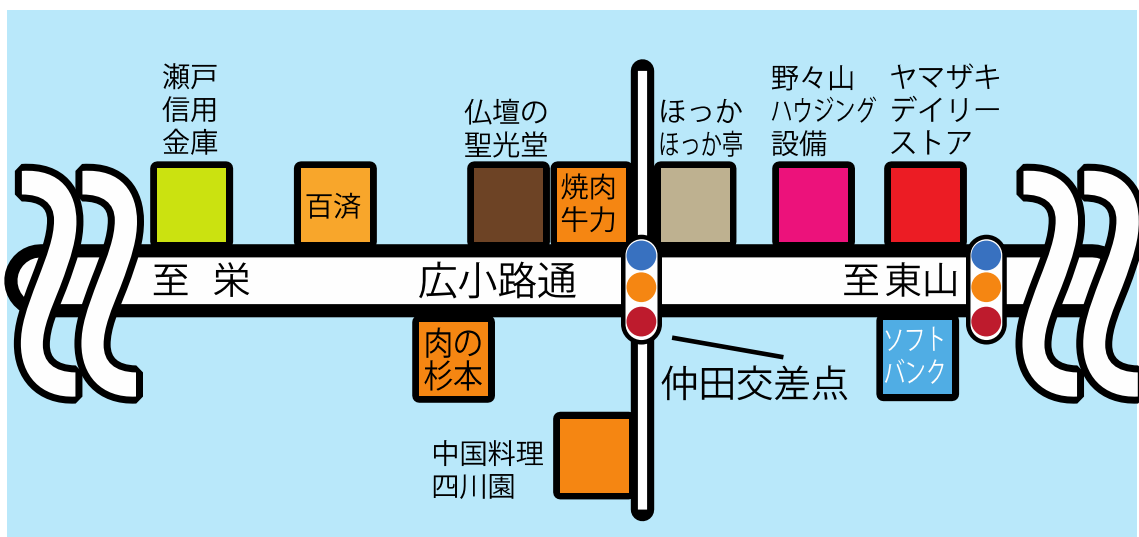 瀬戸
信用
金庫
百済
仏壇の
聖光堂
焼肉
牛力
ほっか
ほっか亭
野々山
ハウジング
設備
ヤマザキ
デイリー
ストア
至 栄
広小路通
至東山
肉の
杉本
ソフト
バンク
仲田交差点
中国料理
四川園